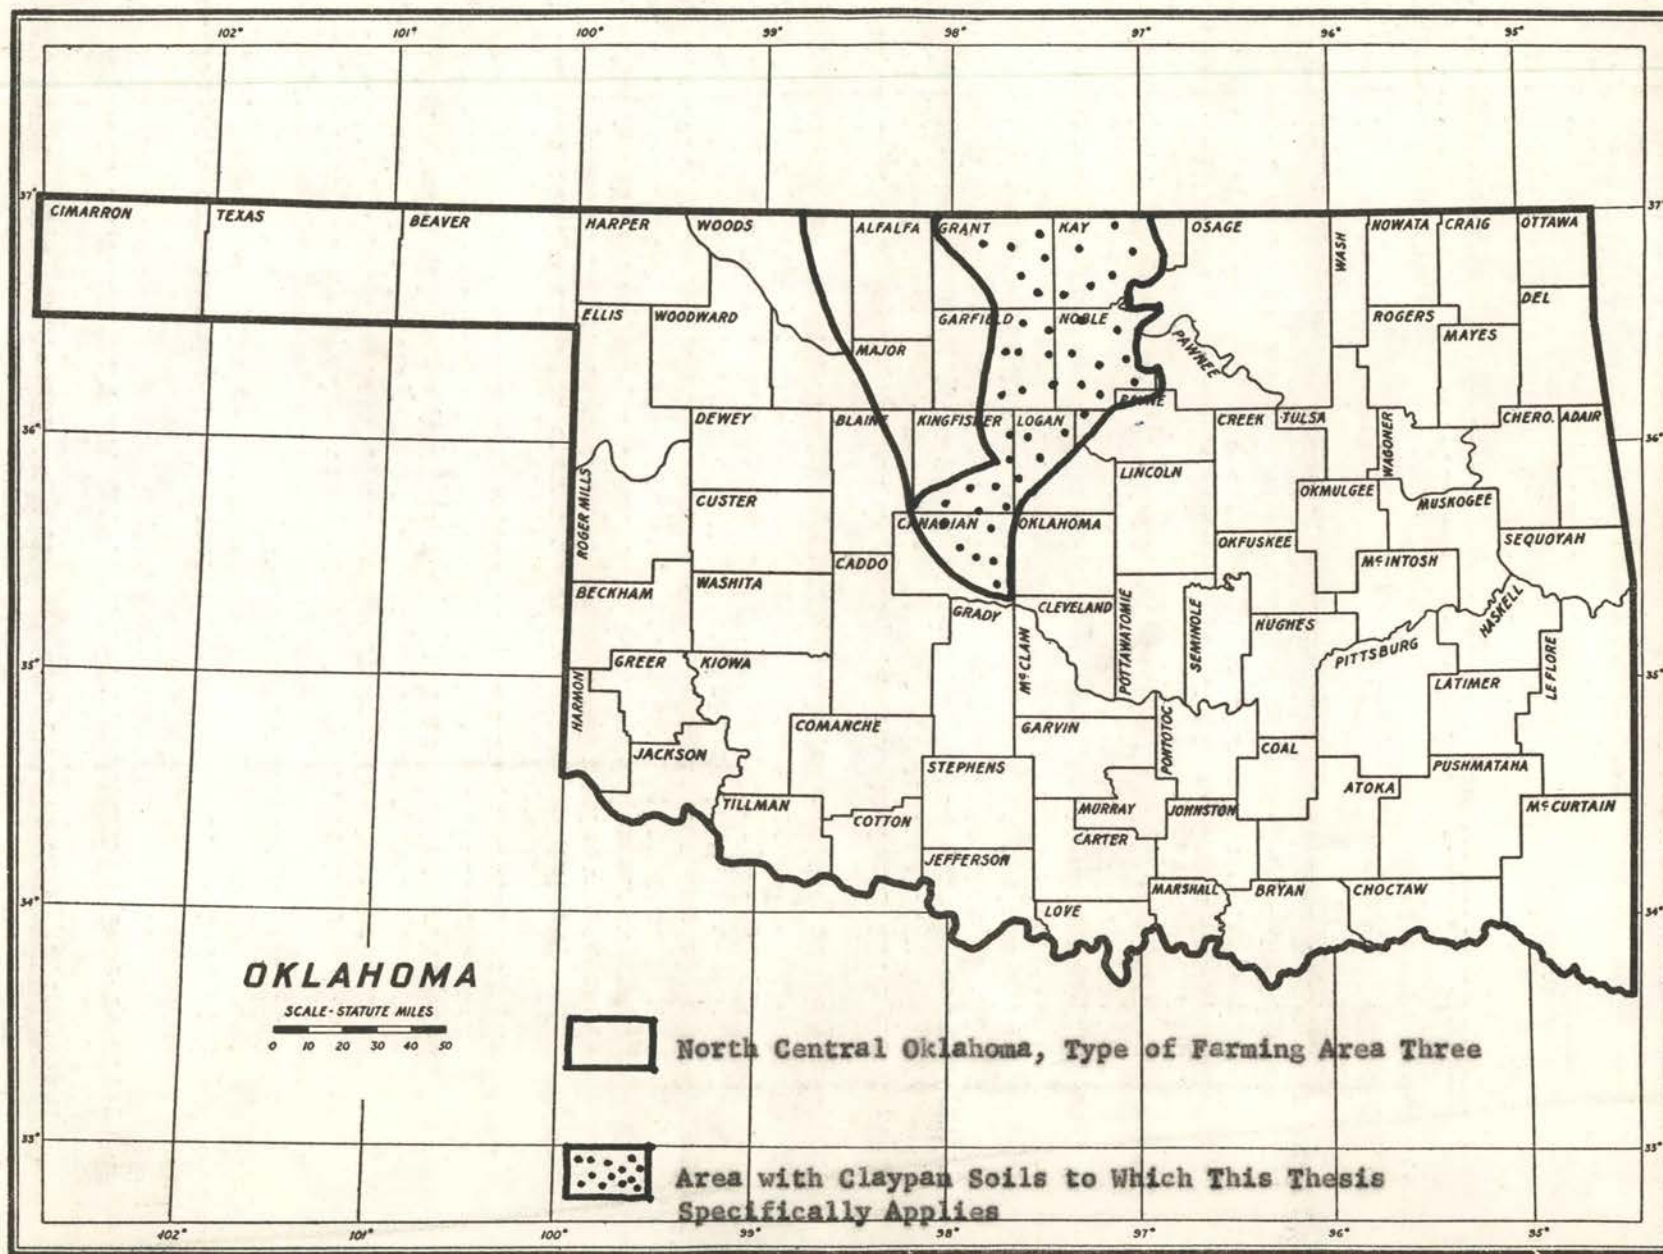 102° 101° 100° 99° 98° 97° 96° 95°
37° 37°
CIMARRON TEXAS BEAVER HARPER WOODS ALFALFA GRANT KAY OSAGE WASH NOWATA CRAIG OTTAWA
ELLIS WOODWARD MAJOR GARFIELD NOBLE PAWNEE ROGERS MAYES DEL
DEWEY BLAINE KINGFISHER LOGAN PAYNE CREEK TULSA WAGONER CHERO. ADAIR
36° 36°
ROGER MILLS CUSTER CANADIAN OKLAHOMA LINCOLN OKMULGEE MUSKOGEE
BECKHAM WASHITA CADDO OKFUSKEE McINTOSH SEQUOYAH
GRADY CLEVELAND POTTAWATOMIE SEMINOLE HUGHES HASKELL
35° 35°
HARMON GREER KIOWA McCLAIN PITTSBURG LATIMER LE FLORE
JACKSON COMANCHE GARVIN PONTOTOC COAL
TILLMAN COTTON STEPHENS MURRAY JOHNSTON ATOKA PUSHMATAHA McCURTAIN
JEFFERSON CARTER
LOVE MARSHALL BRYAN CHOCTAW
34° 34°
OKLAHOMA
SCALE-STATUTE MILES
0 10 20 30 40 50
North Central Oklahoma, Type of Farming Area Three
33° 33°
Area with Claypan Soils to Which This Thesis
Specifically Applies
102° 101° 100° 99° 98° 97° 96° 95°